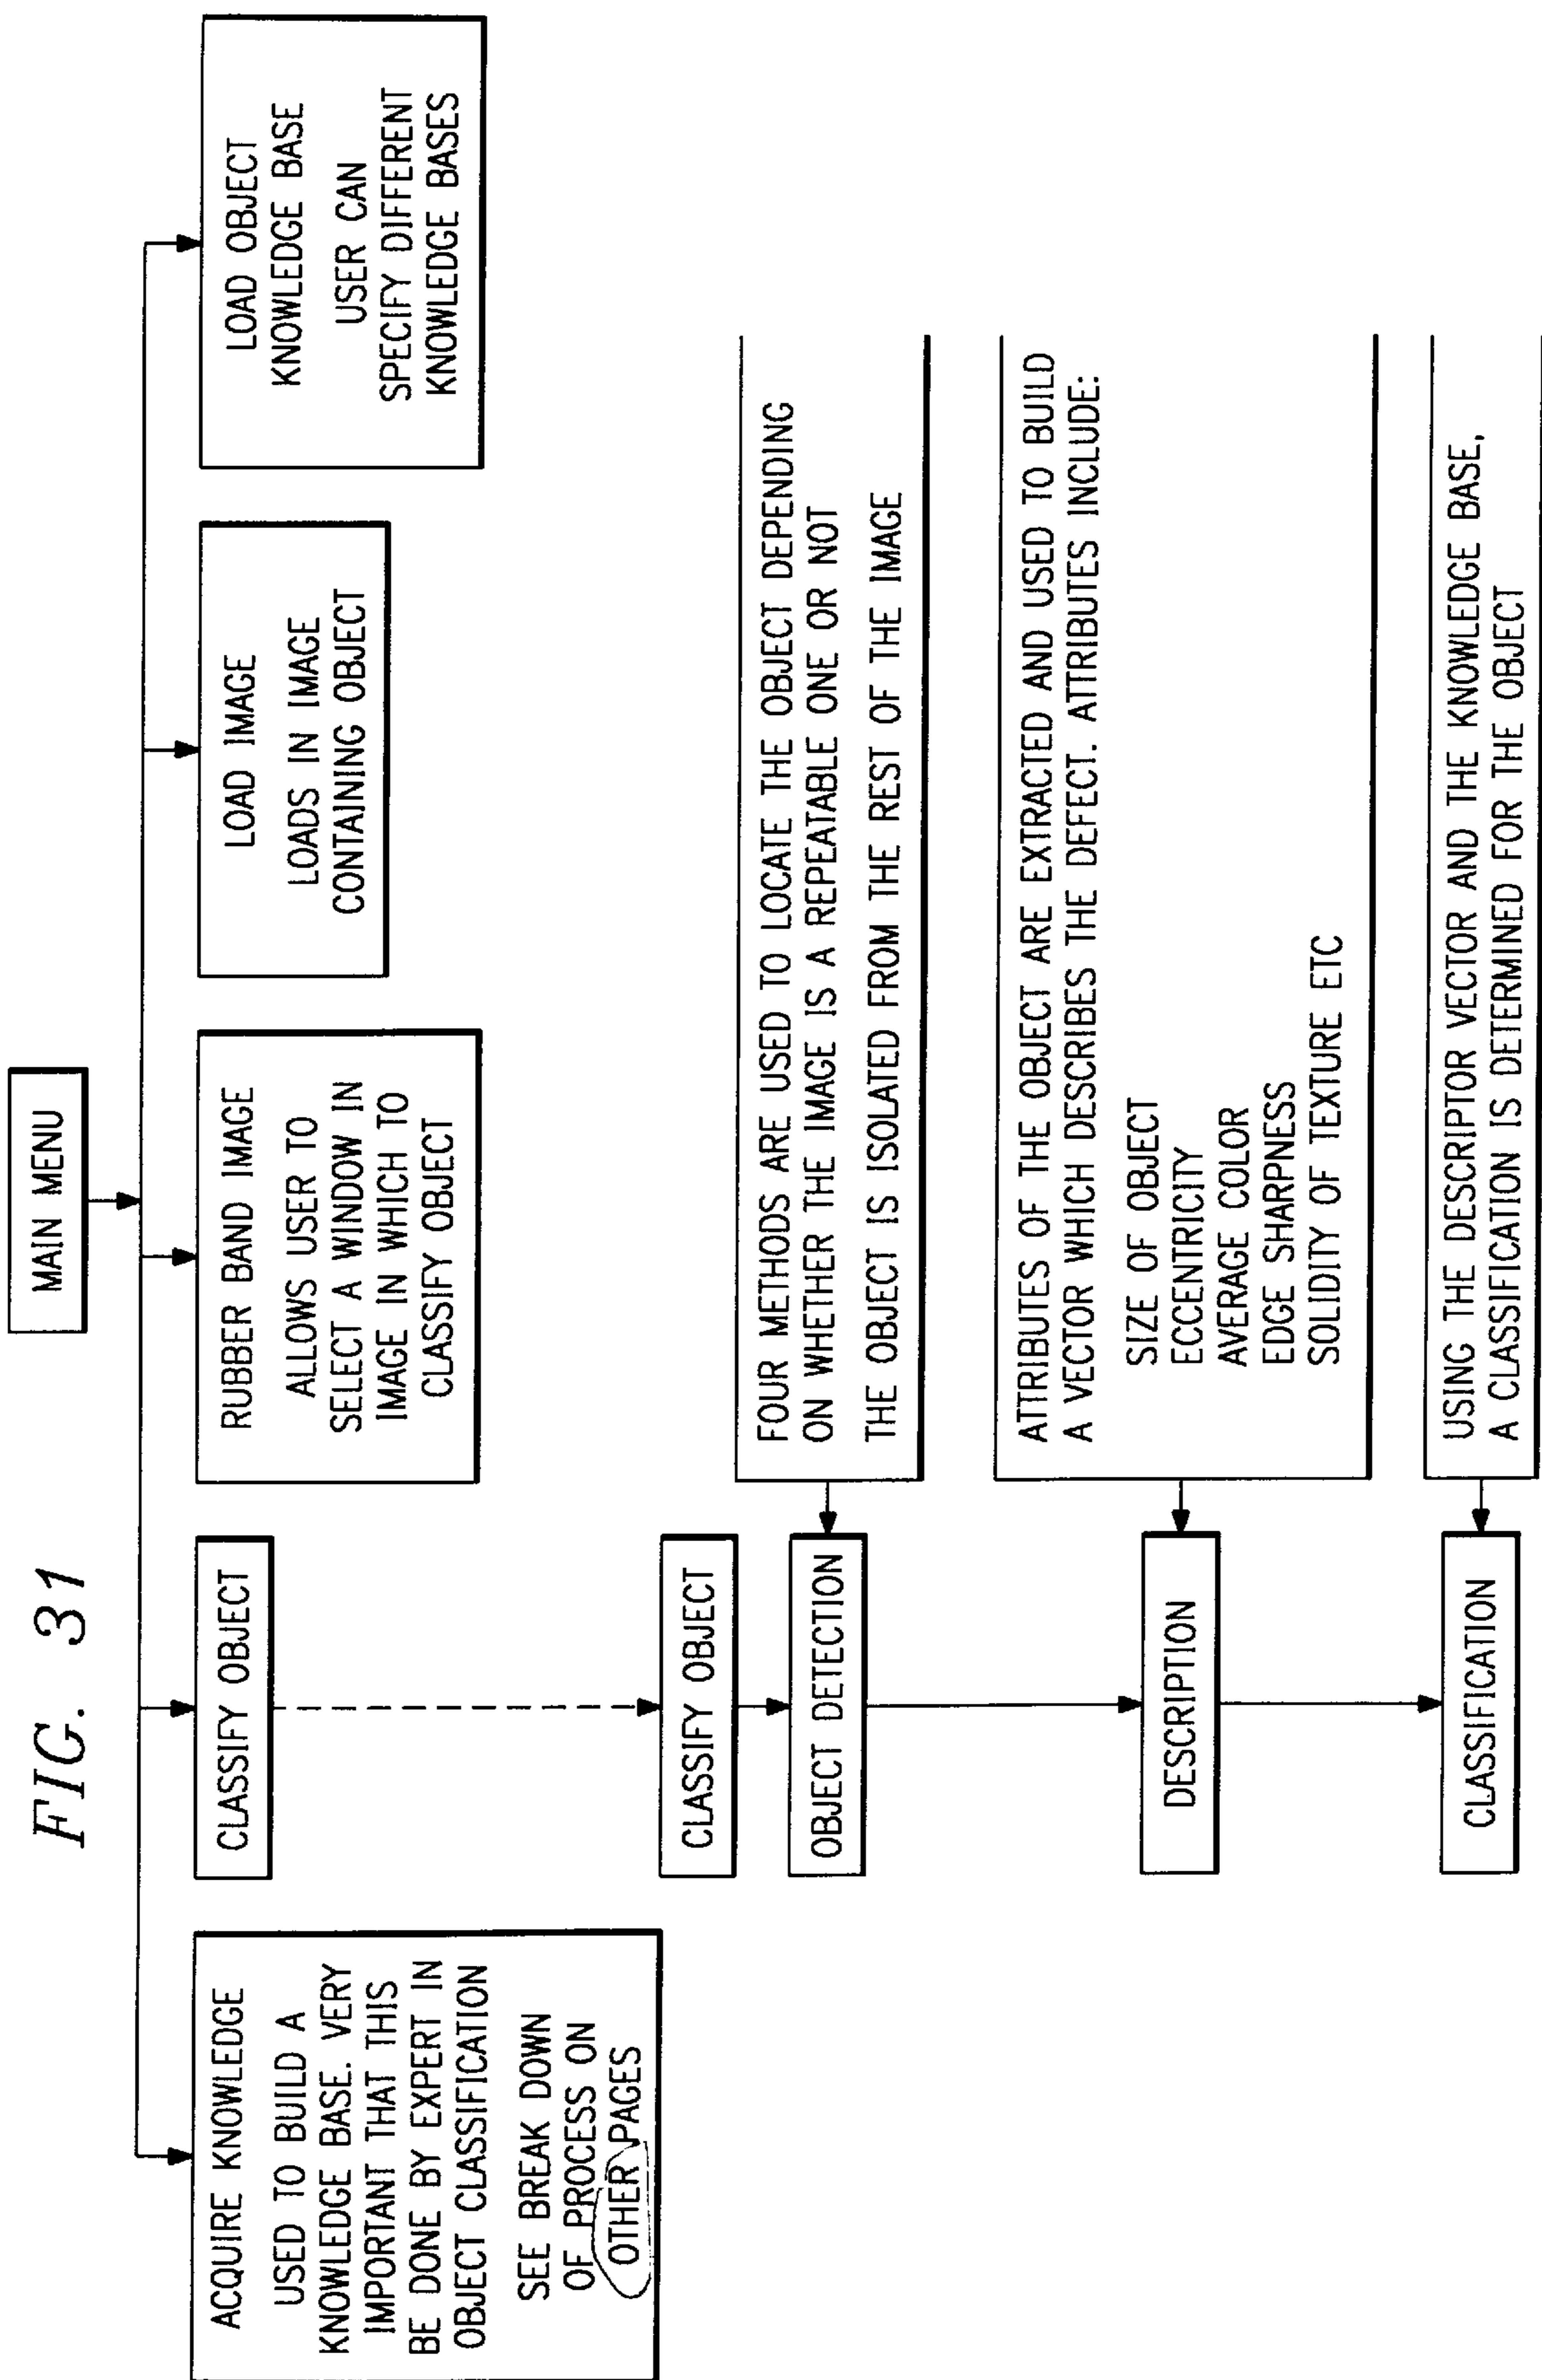 FIG. 31
MAIN MENU
ACQUIRE KNOWLEDGE
USED TO BUILD A
KNOWLEDGE BASE. VERY
IMPORTANT THAT THIS
BE DONE BY EXPERT IN
OBJECT CLASSIFICATION
SEE BREAK DOWN
OF PROCESS ON
OTHER PAGES
CLASSIFY OBJECT
RUBBER BAND IMAGE
ALLOWS USER TO
SELECT A WINDOW IN
IMAGE IN WHICH TO
CLASSIFY OBJECT
LOAD IMAGE
LOADS IN IMAGE
CONTAINING OBJECT
LOAD OBJECT
KNOWLEDGE BASE
USER CAN
SPECIFY DIFFERENT
KNOWLEDGE BASES
CLASSIFY OBJECT
OBJECT DETECTION
FOUR METHODS ARE USED TO LOCATE THE OBJECT DEPENDING
ON WHETHER THE IMAGE IS A REPEATABLE ONE OR NOT
THE OBJECT IS ISOLATED FROM THE REST OF THE IMAGE
DESCRIPTION
ATTRIBUTES OF THE OBJECT ARE EXTRACTED AND USED TO BUILD
A VECTOR WHICH DESCRIBES THE DEFECT. ATTRIBUTES INCLUDE:
SIZE OF OBJECT
ECCENTRICITY
AVERAGE COLOR
EDGE SHARPNESS
SOLIDITY OF TEXTURE ETC
CLASSIFICATION
USING THE DESCRIPTOR VECTOR AND THE KNOWLEDGE BASE,
A CLASSIFICATION IS DETERMINED FOR THE OBJECT